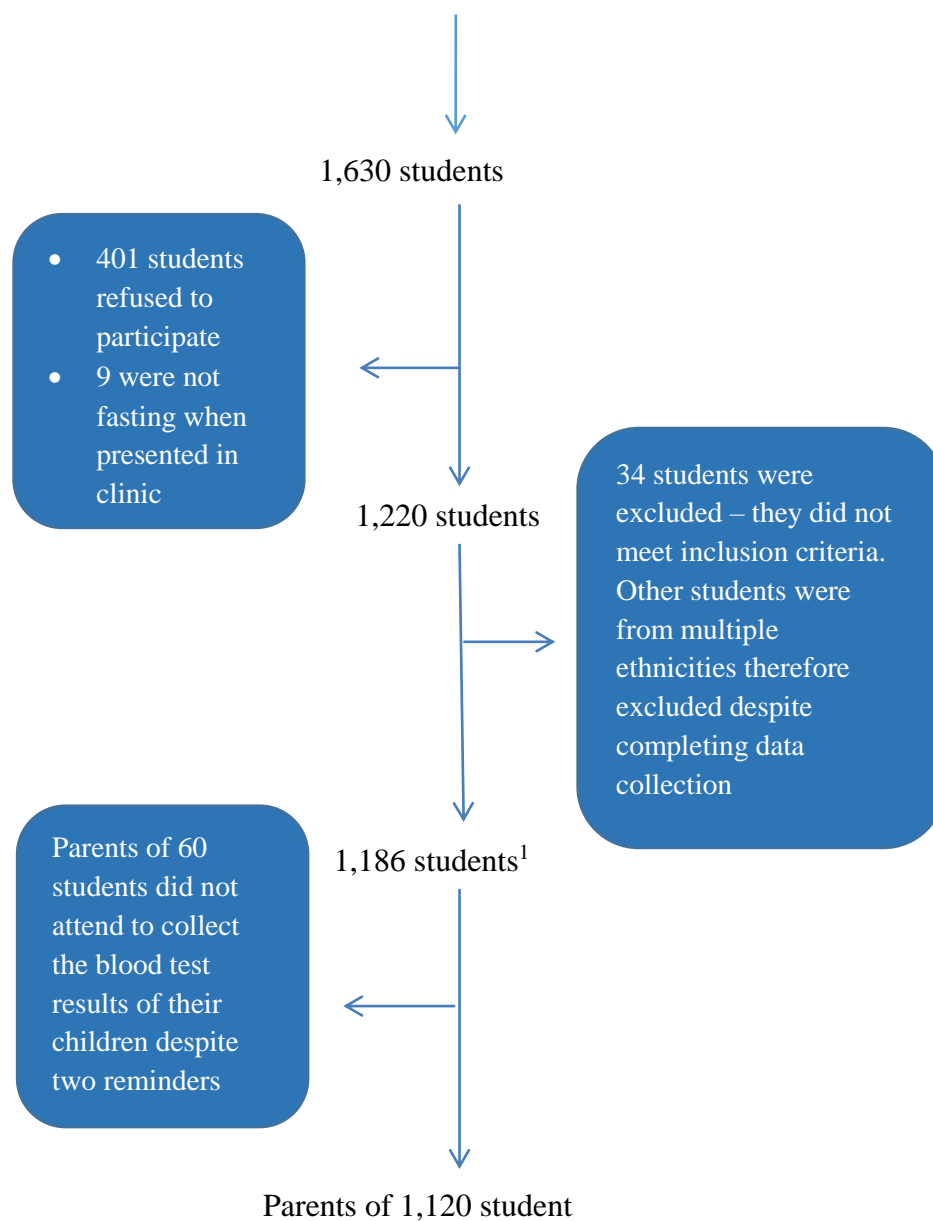 1,630 students
• 401 students
refused to
participate
• 9 were not
fasting when
presented in
clinic
1,220 students
34 students were
excluded – they did not
meet inclusion criteria.
Other students were
from multiple
ethnicities therefore
excluded despite
completing data
collection
1,186 students¹
Parents of 60
students did not
attend to collect
the blood test
results of their
children despite
two reminders
Parents of 1,120 student